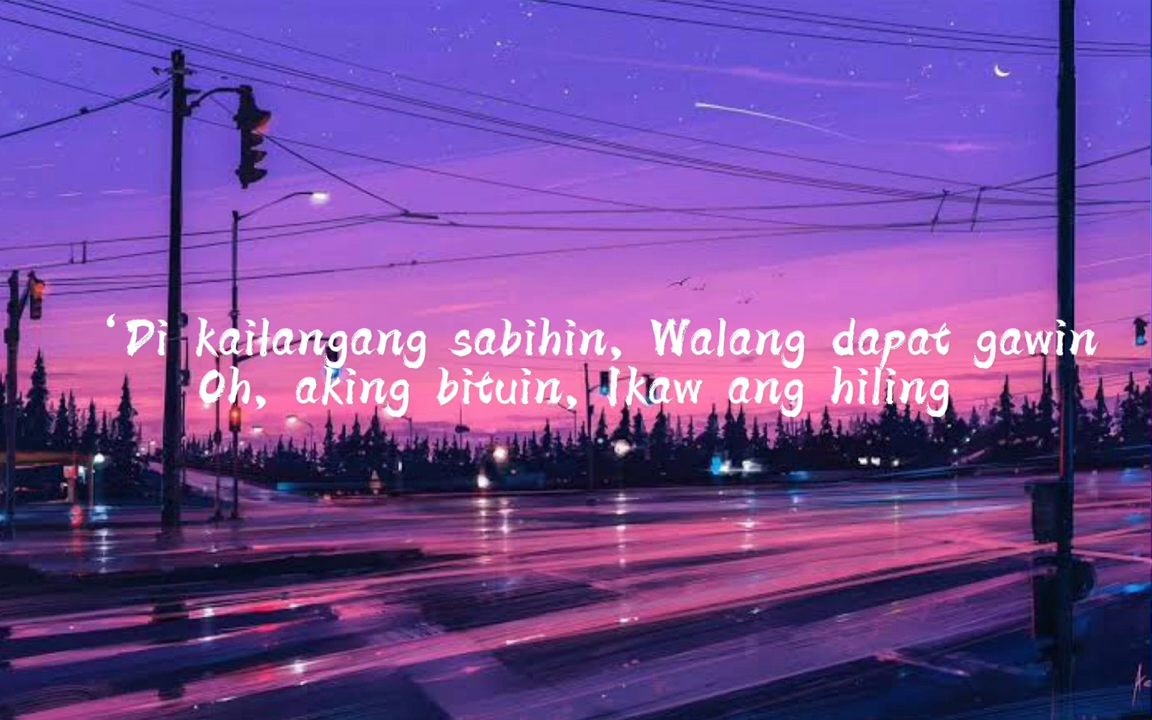 ‘Di kailangang sabihin, Walang dapat gawin
Oh, aking bituin, Ikaw ang hiling